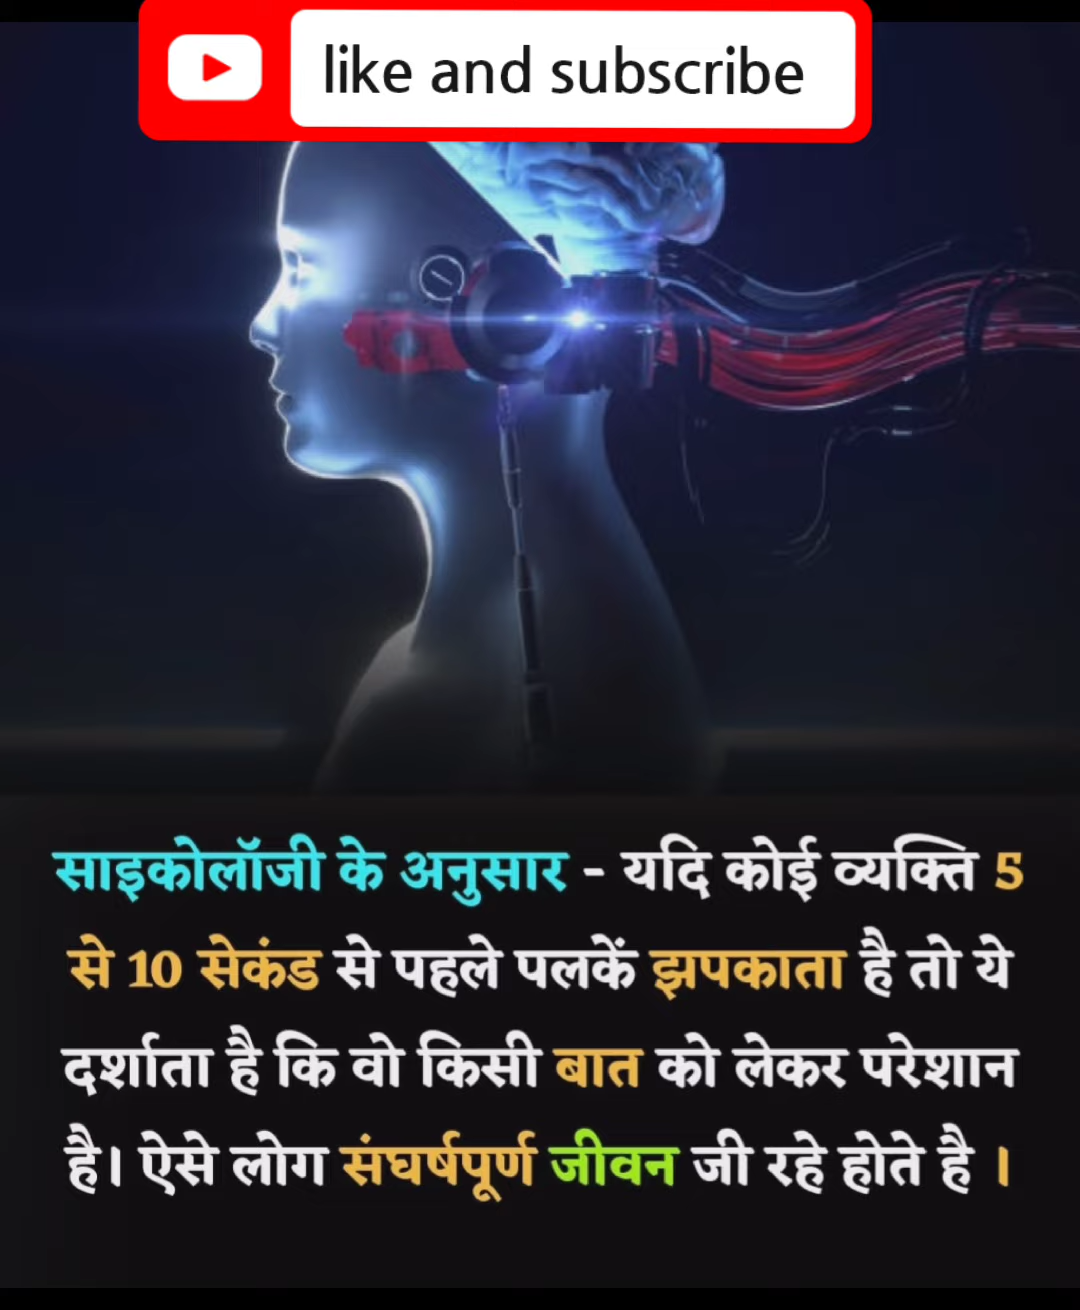 like and subscribe
साइकोलॉजी के अनुसार - यदि कोई व्यक्ति 5
से 10 सेकंड से पहले पलकें झपकाता है तो ये
दर्शाता है कि वो किसी बात को लेकर परेशान
है। ऐसे लोग संघर्षपूर्ण जीवन जी रहे होते है ।